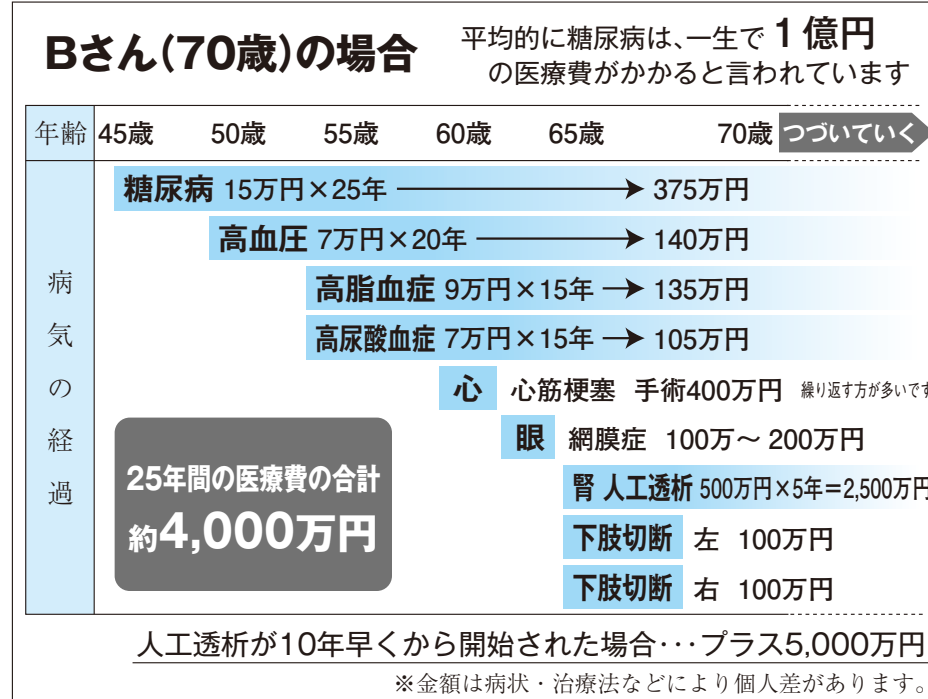 Bさん(70歳)の場合
平均的に糖尿病は、一生で1億円
の医療費がかかると言われています
年齢 45歳 50歳 55歳 60歳 65歳 70歳 つづいていく
病気の経過
糖尿病 15万円×25年 → 375万円
高血圧 7万円×20年 → 140万円
高脂血症 9万円×15年 → 135万円
高尿酸血症 7万円×15年 → 105万円
心 心筋梗塞 手術400万円 繰り返す方が多いです
眼 網膜症 100万～200万円
腎 人工透析 500万円×5年＝2,500万円
下肢切断 左 100万円
下肢切断 右 100万円
25年間の医療費の合計
約4,000万円
人工透析が10年早くから開始された場合･･･プラス5,000万円
※金額は病状・治療法などにより個人差があります。